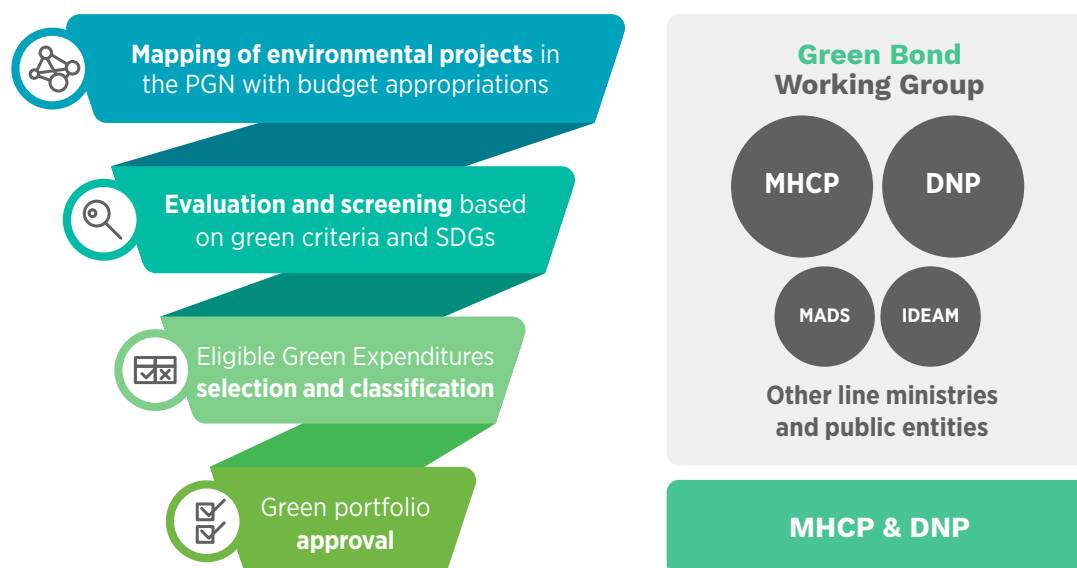 Mapping of environmental projects in
the PGN with budget appropriations
Evaluation and screening based
on green criteria and SDGs
Eligible Green Expenditures
selection and classification
Green portfolio
approval
Green Bond
Working Group
MHCP
DNP
MADS
IDEAM
Other line ministries
and public entities
MHCP & DNP